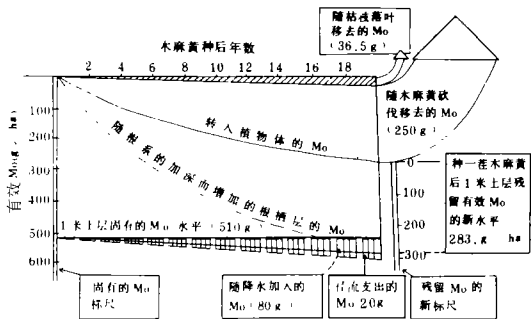 木麻黄种后年数
2 4 6 8 10 12 14 16 18
随枯枝落叶
移去的Mo
(36.5g)
随木麻黄砍
伐移去的Mo
(250g)
有效 Mo(g/ha)
100
200
300
400
500
600
转入植物体的Mo
随根系的加深而增加的根栖层的Mo
1米土层固有的Mo水平(510g)
0
100
200
300
种一茬木麻黄
后1米土层残
留有效Mo
的新水平
283.g ha
固有的Mo
标尺
随降水加入的
Mo(80g)
径流支出的
Mo 20g
残留Mo的
新标尺